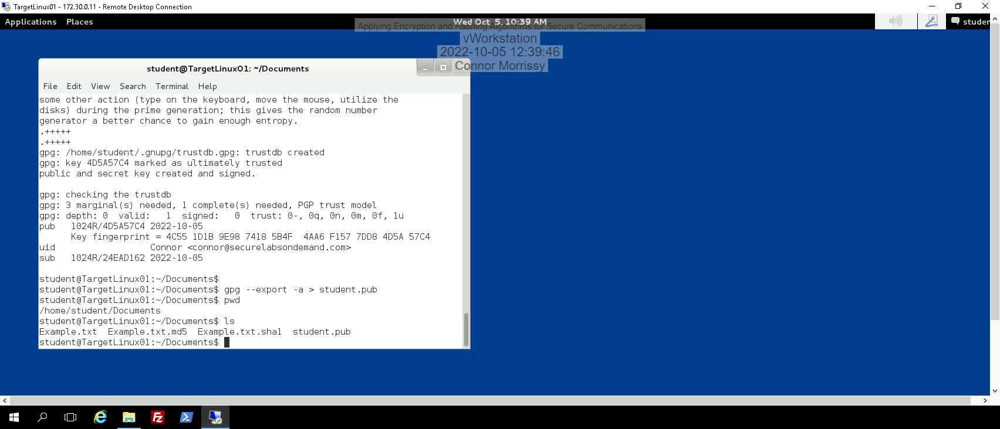 TargetLinux01 - 172.30.0.11 - Remote Desktop Connection
Applications Places
Wed Oct 5, 10:39 AM
studer
Applying Encryption and Hashing Algorithms for Secure Communications
vWorkstation
2022-10-05 12:39:46
Connor Morrissy
student@TargetLinux01: ~/Documents
File Edit View Search Terminal Help
some other action (type on the keyboard, move the mouse, utilize the
disks) during the prime generation; this gives the random number
generator a better chance to gain enough entropy.
.+++++
.+++++
gpg: /home/student/.gnupg/trustdb.gpg: trustdb created
gpg: key 4D5A57C4 marked as ultimately trusted
public and secret key created and signed.
gpg: checking the trustdb
gpg: 3 marginal(s) needed, 1 complete(s) needed, PGP trust model
gpg: depth: 0  valid:   1  signed:   0  trust: 0-, 0q, 0n, 0m, 0f, 1u
pub   1024R/4D5A57C4 2022-10-05
      Key fingerprint = 4C55 1D1B 9E98 7418 5B4F  4AA6 F157 7DD8 4D5A 57C4
uid                  Connor <connor@securelabsondemand.com>
sub   1024R/24EAD162 2022-10-05
student@TargetLinux01:~/Documents$
student@TargetLinux01:~/Documents$ gpg --export -a > student.pub
student@TargetLinux01:~/Documents$ pwd
/home/student/Documents
student@TargetLinux01:~/Documents$ ls
Example.txt  Example.txt.md5  Example.txt.sha1  student.pub
student@TargetLinux01:~/Documents$